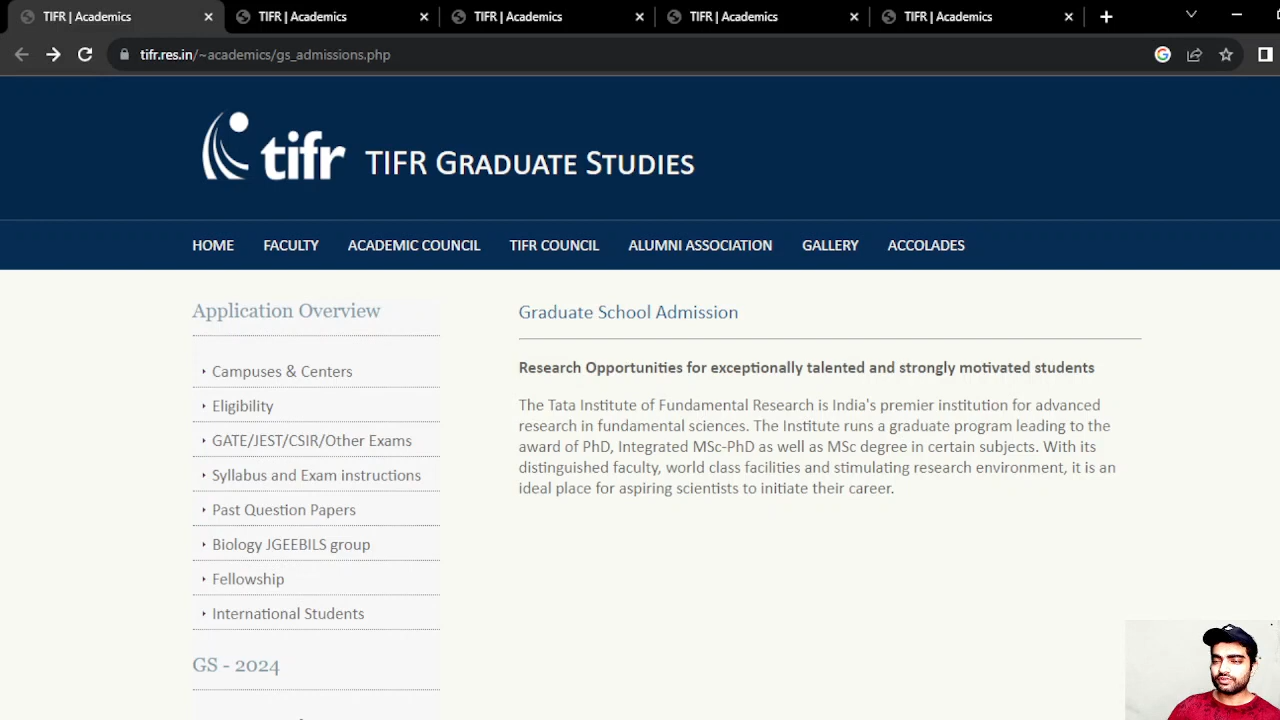 TIFR | Academics
TIFR | Academics
TIFR | Academics
TIFR | Academics
TIFR | Academics
tifr.res.in/~academics/gs_admissions.php
tifr TIFR GRADUATE STUDIES
HOME FACULTY ACADEMIC COUNCIL TIFR COUNCIL ALUMNI ASSOCIATION GALLERY ACCOLADES
Application Overview
Campuses & Centers
Eligibility
GATE/JEST/CSIR/Other Exams
Syllabus and Exam instructions
Past Question Papers
Biology JGEEBILS group
Fellowship
International Students
GS - 2024
Graduate School Admission
Research Opportunities for exceptionally talented and strongly motivated students
The Tata Institute of Fundamental Research is India's premier institution for advanced
research in fundamental sciences. The Institute runs a graduate program leading to the
award of PhD, Integrated MSc-PhD as well as MSc degree in certain subjects. With its
distinguished faculty, world class facilities and stimulating research environment, it is an
ideal place for aspiring scientists to initiate their career.